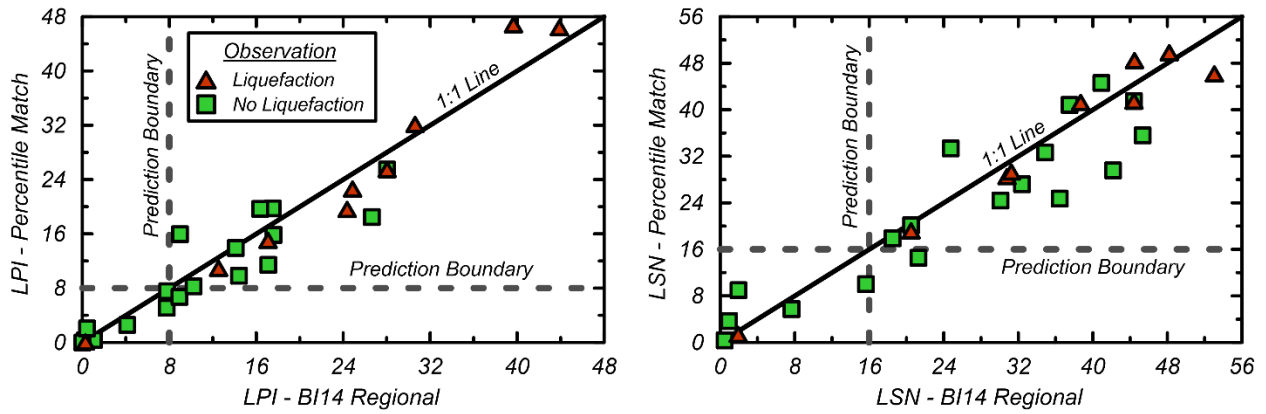 48
40
32
24
16
8
0
LPI - Percentile Match
Observation
Liquefaction
No Liquefaction
Prediction Boundary
1:1 Line
Prediction Boundary
0 8 16 24 32 40 48
LPI - BI14 Regional
56
48
40
32
24
16
8
0
LSN - Percentile Match
Prediction Boundary
1:1 Line
Prediction Boundary
0 8 16 24 32 40 48 56
LSN - BI14 Regional